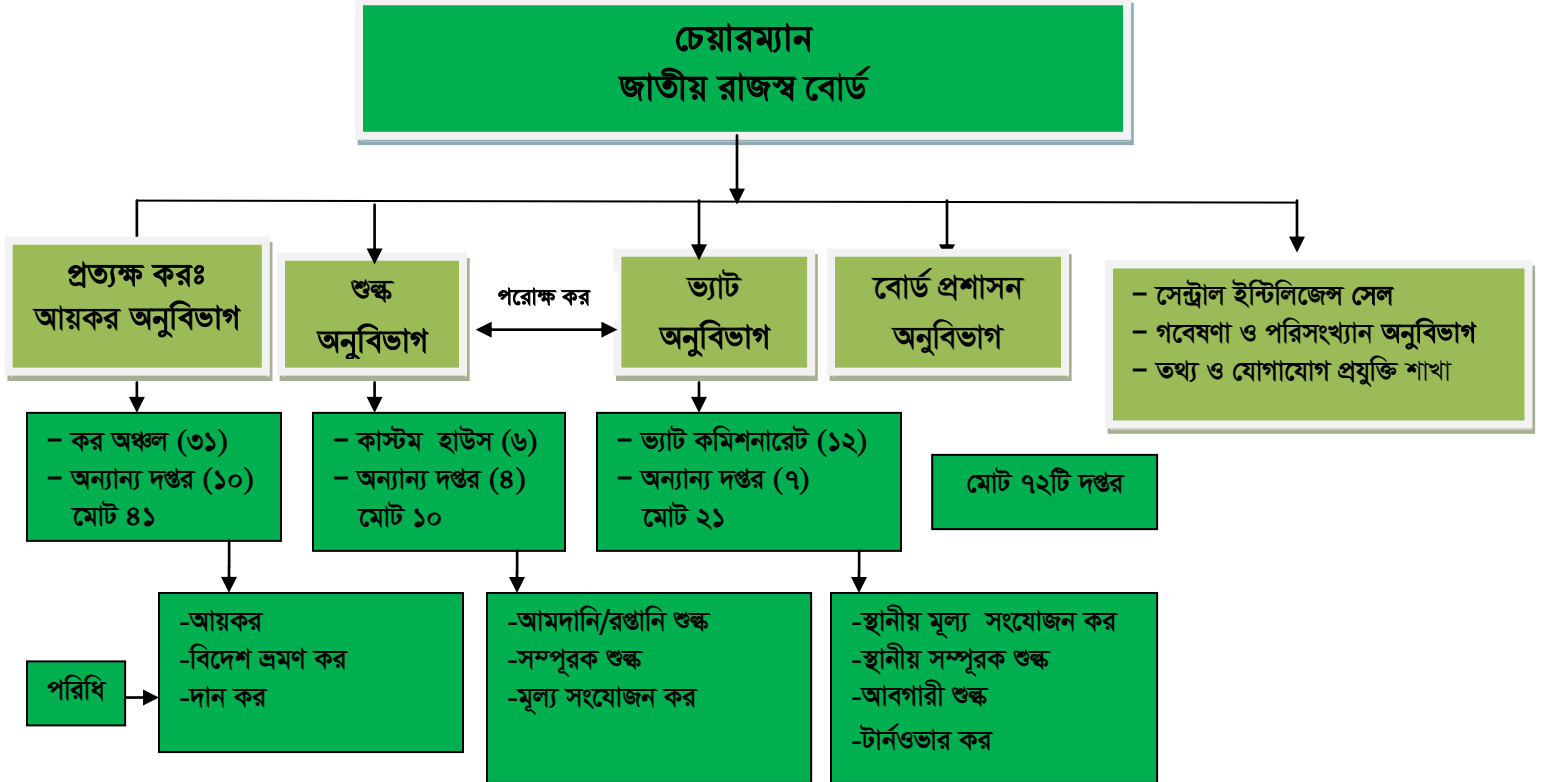 চেয়ারম্যান
জাতীয় রাজস্ব বোর্ড
প্রত্যক্ষ করঃ
আয়কর অনুবিভাগ
শুল্ক
অনুবিভাগ
পরোক্ষ কর
ভ্যাট
অনুবিভাগ
বোর্ড প্রশাসন
অনুবিভাগ
− সেন্ট্রাল ইন্টিলিজেন্স সেল
− গবেষণা ও পরিসংখ্যান অনুবিভাগ
− তথ্য ও যোগাযোগ প্রযুক্তি শাখা
− কর অঞ্চল (৩১)
− অন্যান্য দপ্তর (১০)
মোট ৪১
− কাস্টম হাউস (৬)
− অন্যান্য দপ্তর (৪)
মোট ১০
− ভ্যাট কমিশনারেট (১২)
− অন্যান্য দপ্তর (৭)
মোট ২১
মোট ৭২টি দপ্তর
পরিধি
-আয়কর
-বিদেশ ভ্রমণ কর
-দান কর
-আমদানি/রপ্তানি শুল্ক
-সম্পূরক শুল্ক
-মূল্য সংযোজন কর
-স্থানীয় মূল্য সংযোজন কর
-স্থানীয় সম্পূরক শুল্ক
-আবগারী শুল্ক
-টার্নওভার কর